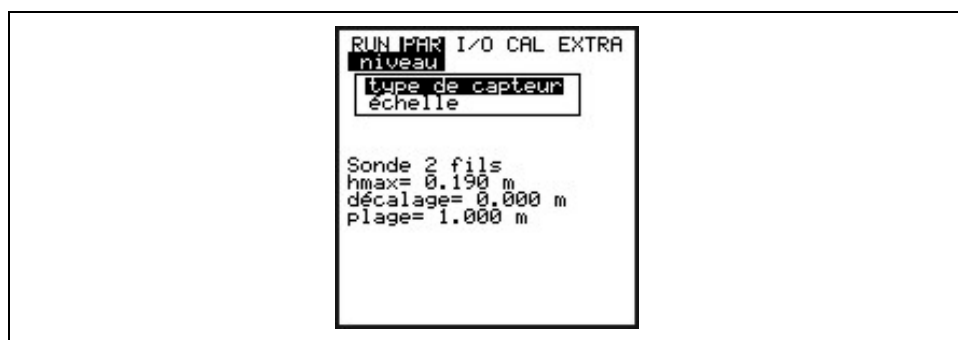 RUN PAR I/O CAL EXTRA
niveau
type de capteur
échelle
Sonde 2 fils
hmax= 0.190 m
décalage= 0.000 m
plage= 1.000 m